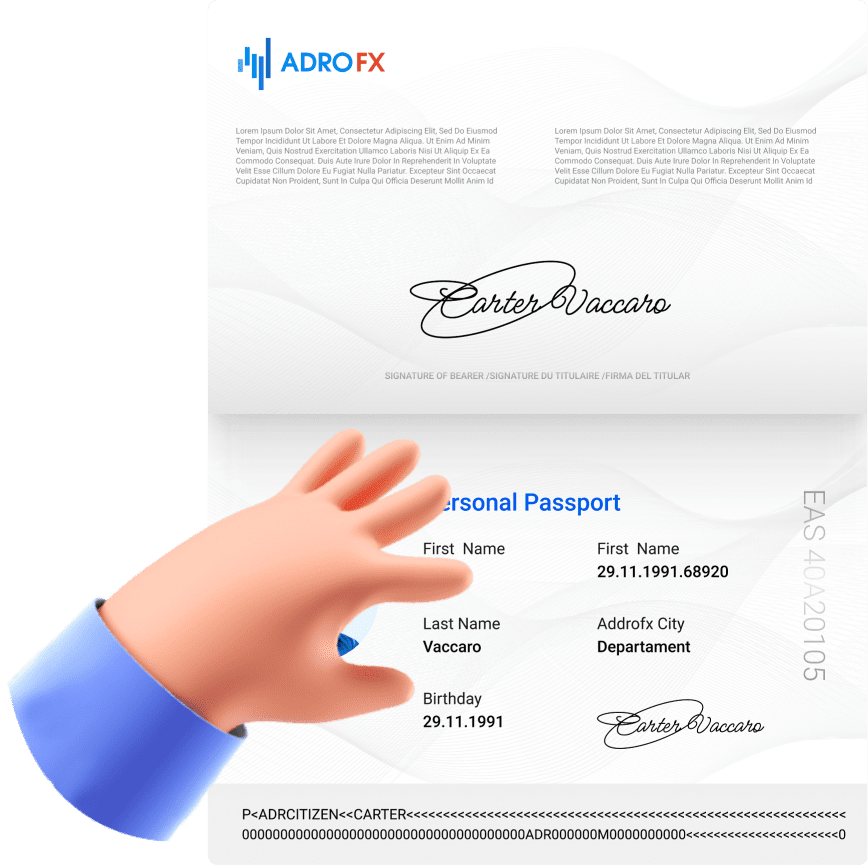 ADROFX
Lorem Ipsum Dolor Sit Amet, Consectetur Adipiscing Elit, Sed Do Eiusmod
Tempor Incididunt Ut Labore Et Dolore Magna Aliqua. Ut Enim Ad Minim
Veniam, Quis Nostrud Exercitation Ullamco Laboris Nisi Ut Aliquip Ex Ea
Commodo Consequat. Duis Aute Irure Dolor In Reprehenderit In Voluptate
Velit Esse Cillum Dolore Eu Fugiat Nulla Pariatur. Excepteur Sint Occaecat
Cupidatat Non Proident, Sunt In Culpa Qui Officia Deserunt Mollit Anim Id
Lorem Ipsum Dolor Sit Amet, Consectetur Adipiscing Elit, Sed Do Eiusmod
Tempor Incididunt Ut Labore Et Dolore Magna Aliqua. Ut Enim Ad Minim
Veniam, Quis Nostrud Exercitation Ullamco Laboris Nisi Ut Aliquip Ex Ea
Commodo Consequat. Duis Aute Irure Dolor In Reprehenderit In Voluptate
Velit Esse Cillum Dolore Eu Fugiat Nulla Pariatur. Excepteur Sint Occaecat
Cupidatat Non Proident, Sunt In Culpa Qui Officia Deserunt Mollit Anim Id
Carter Vaccaro
SIGNATURE OF BEARER /SIGNATURE DU TITULAIRE /FIRMA DEL TITULAR
ersonal Passport
First Name
First Name
29.11.1991.68920
Last Name
Vaccaro
Addrofx City
Departament
Birthday
29.11.1991
Carter Vaccaro
EAS 40A20105
P<ADRCITIZEN<<CARTER<<<<<<<<<<<<<<<<<<<<<<<<<<<<<<<<<<<<<<<<<<<<<<<<<<<<<<<<<<<<
0000000000000000000000000000000000ADR000000M0000000000<<<<<<<<<<<<<<<<<<<<<<0